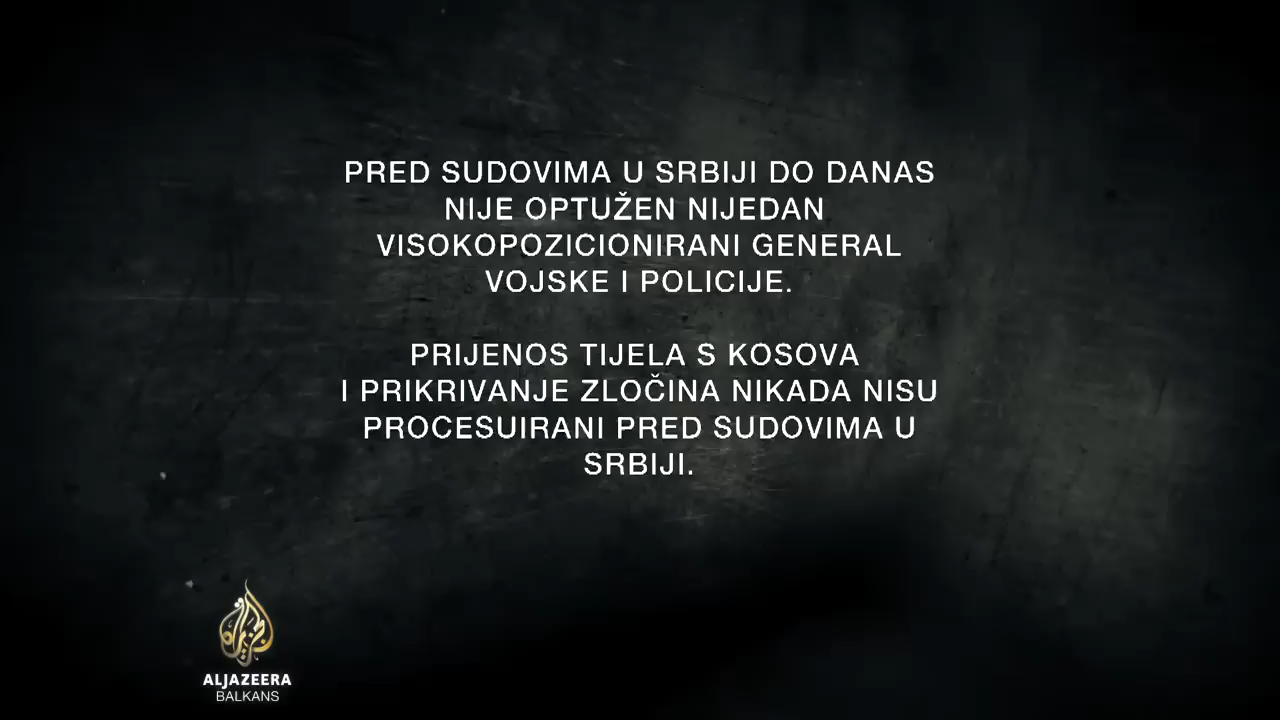 PRED SUDOVIMA U SRBIJI DO DANAS
NIJE OPTUŽEN NIJEDAN
VISOKOPOZICIONIRANI GENERAL
VOJSKE I POLICIJE.
PRIJENOS TIJELA S KOSOVA
I PRIKRIVANJE ZLOČINA NIKADA NISU
PROCESUIRANI PRED SUDOVIMA U
SRBIJI.
ALJAZEERA
BALKANS